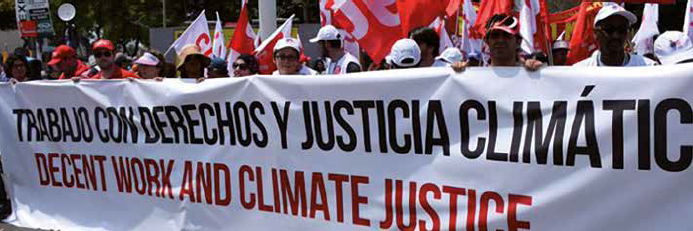 TRABAJO CON DERECHOS Y JUSTICIA CLIMÁTIC
DECENT WORK AND CLIMATE JUSTICE